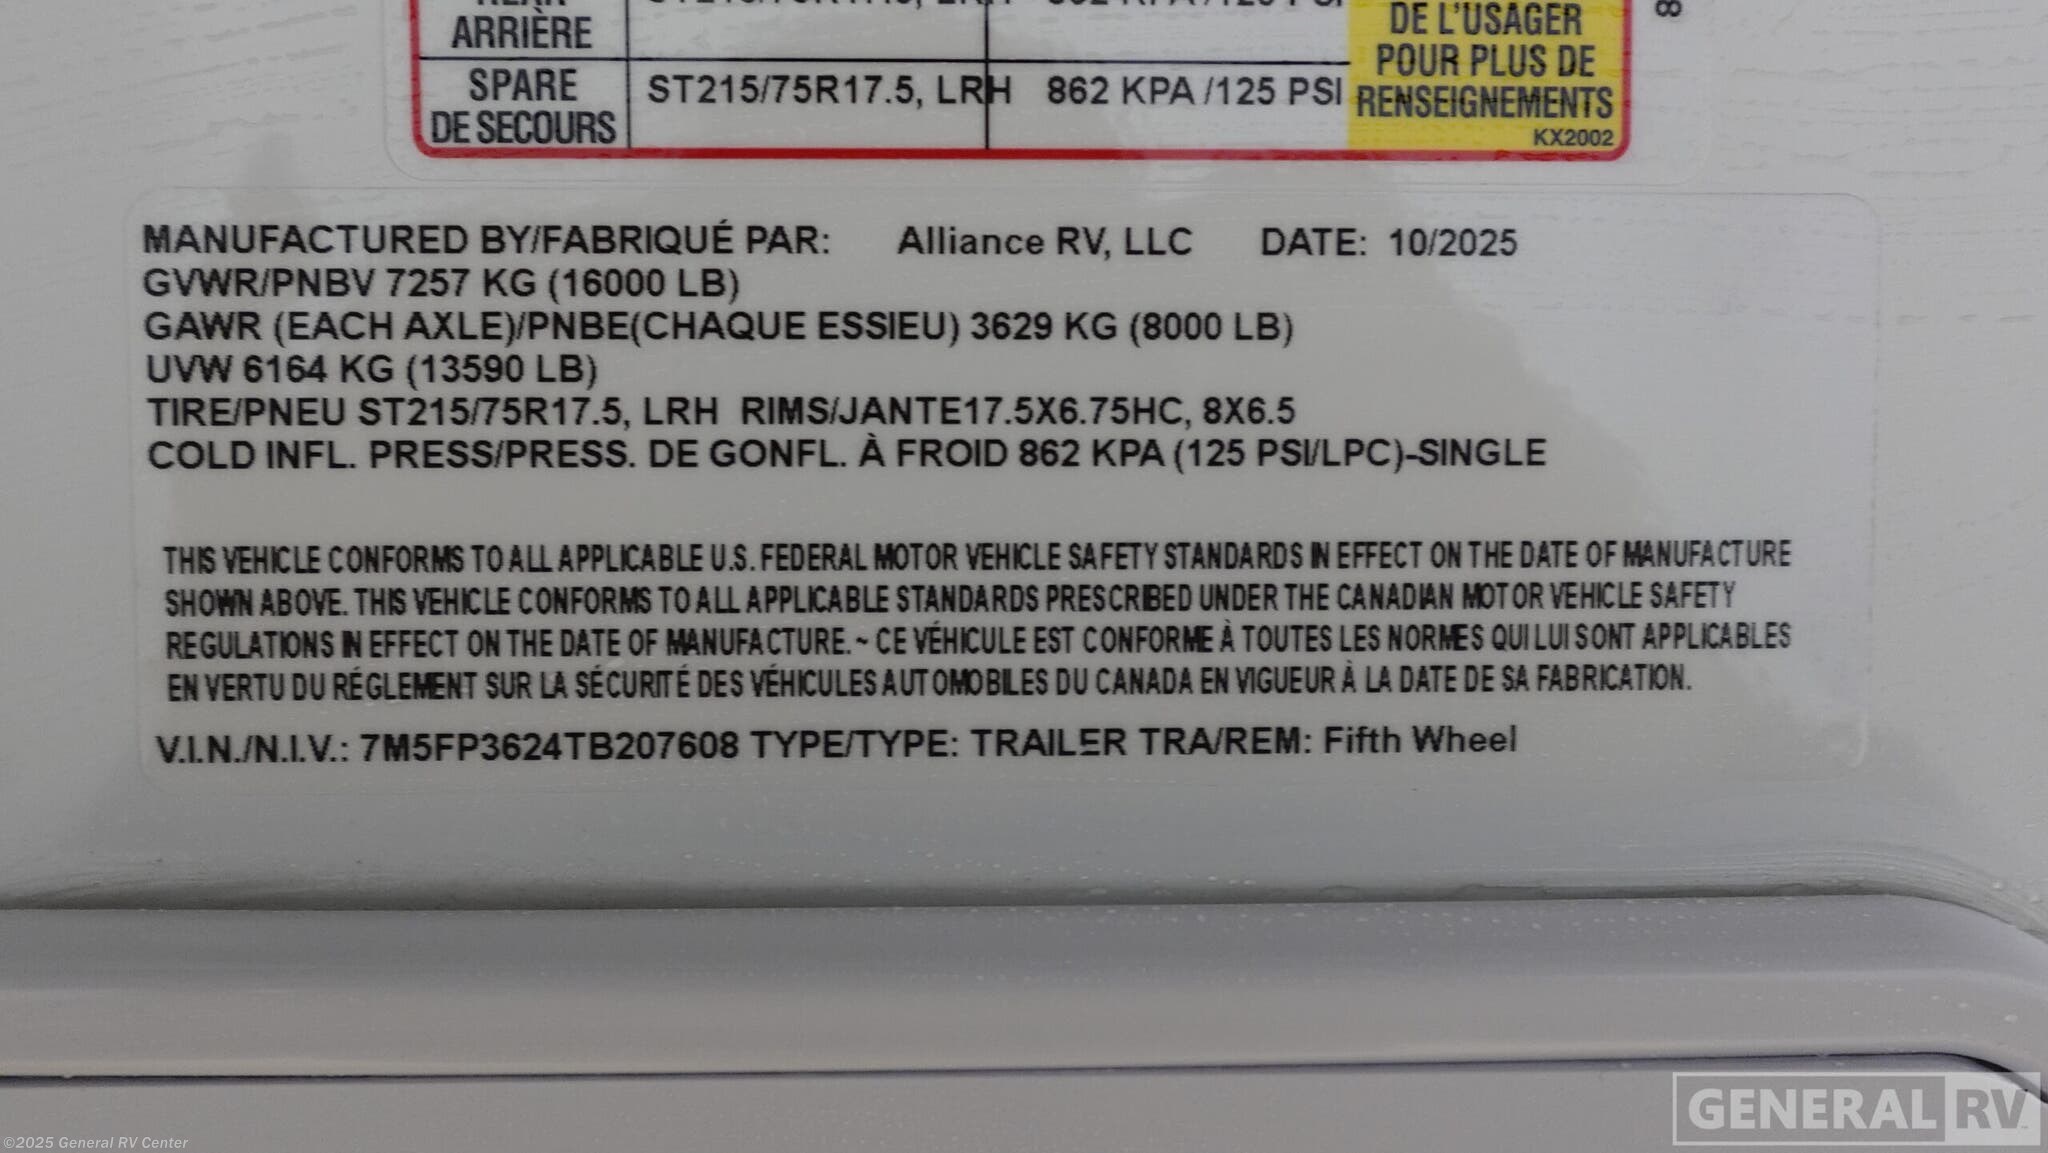 ARRIÈRE
DE L'USAGER
POUR PLUS DE
RENSEIGNEMENTS
KX2002
8
SPARE
DE SECOURS
ST215/75R17.5, LRH 862 KPA /125 PSI
MANUFACTURED BY/FABRIQUÉ PAR: Alliance RV, LLC DATE: 10/2025
GVWR/PNBV 7257 KG (16000 LB)
GAWR (EACH AXLE)/PNBE(CHAQUE ESSIEU) 3629 KG (8000 LB)
UVW 6164 KG (13590 LB)
TIRE/PNEU ST215/75R17.5, LRH RIMS/JANTE17.5X6.75HC, 8X6.5
COLD INFL. PRESS/PRESS. DE GONFL. À FROID 862 KPA (125 PSI/LPC)-SINGLE
THIS VEHICLE CONFORMS TO ALL APPLICABLE U.S. FEDERAL MOTOR VEHICLE SAFETY STANDARDS IN EFFECT ON THE DATE OF MANUFACTURE
SHOWN ABOVE. THIS VEHICLE CONFORMS TO ALL APPLICABLE STANDARDS PRESCRIBED UNDER THE CANADIAN MOTOR VEHICLE SAFETY
REGULATIONS IN EFFECT ON THE DATE OF MANUFACTURE. ~ CE VÉHICULE EST CONFORME À TOUTES LES NORMES QUI LUI SONT APPLICABLES
EN VERTU DU RÉGLEMENT SUR LA SÉCURITÉ DES VÉHICULES AUTOMOBILES DU CANADA EN VIGUEUR À LA DATE DE SA FABRICATION.
V.I.N./N.I.V.: 7M5FP3624TB207608 TYPE/TYPE: TRAILER TRA/REM: Fifth Wheel
GENERAL RV
©2025 General RV Center